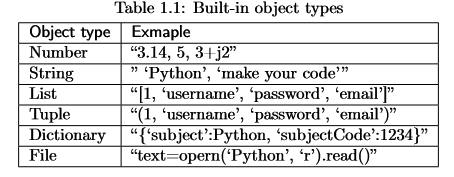 Table 1.1: Built-in object types
Object type Exmaple
Number “3.14, 5, 3+j2”
String ” ‘Python’, ‘make your code’”
List “[1, ‘username’, ‘password’, ‘email’]”
Tuple “(1, ‘username’, ‘password’, ‘email’)”
Dictionary “{‘subject’:Python, ‘subjectCode’:1234}”
File “text=opern(‘Python’, ‘r’).read()”